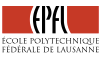 EPFL
ÉCOLE POLYTECHNIQUE
FÉDÉRALE DE LAUSANNE